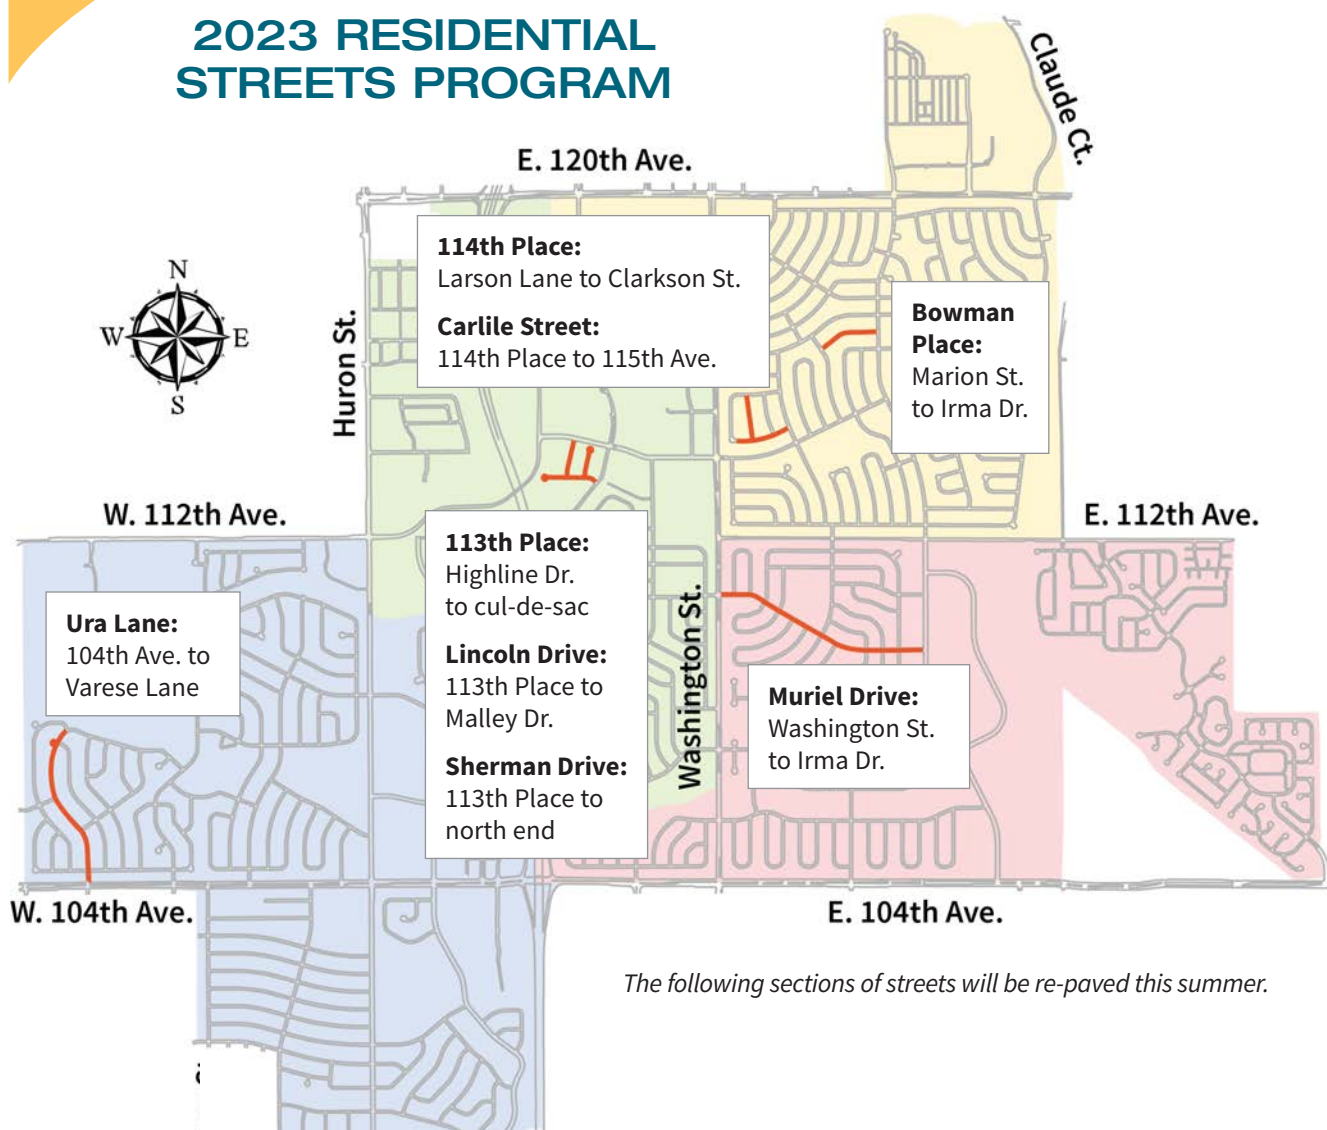 2023 RESIDENTIAL
STREETS PROGRAM
Claude Ct.
E. 120th Ave.
114th Place:
Larson Lane to Clarkson St.
Carlile Street:
114th Place to 115th Ave.
N
W
E
S
Huron St.
Bowman
Place:
Marion St.
to Irma Dr.
W. 112th Ave.
E. 112th Ave.
113th Place:
Highline Dr.
to cul-de-sac
Lincoln Drive:
113th Place to
Malley Dr.
Sherman Drive:
113th Place to
north end
Washington St.
Ura Lane:
104th Ave. to
Varese Lane
Muriel Drive:
Washington St.
to Irma Dr.
W. 104th Ave.
E. 104th Ave.
The following sections of streets will be re-paved this summer.